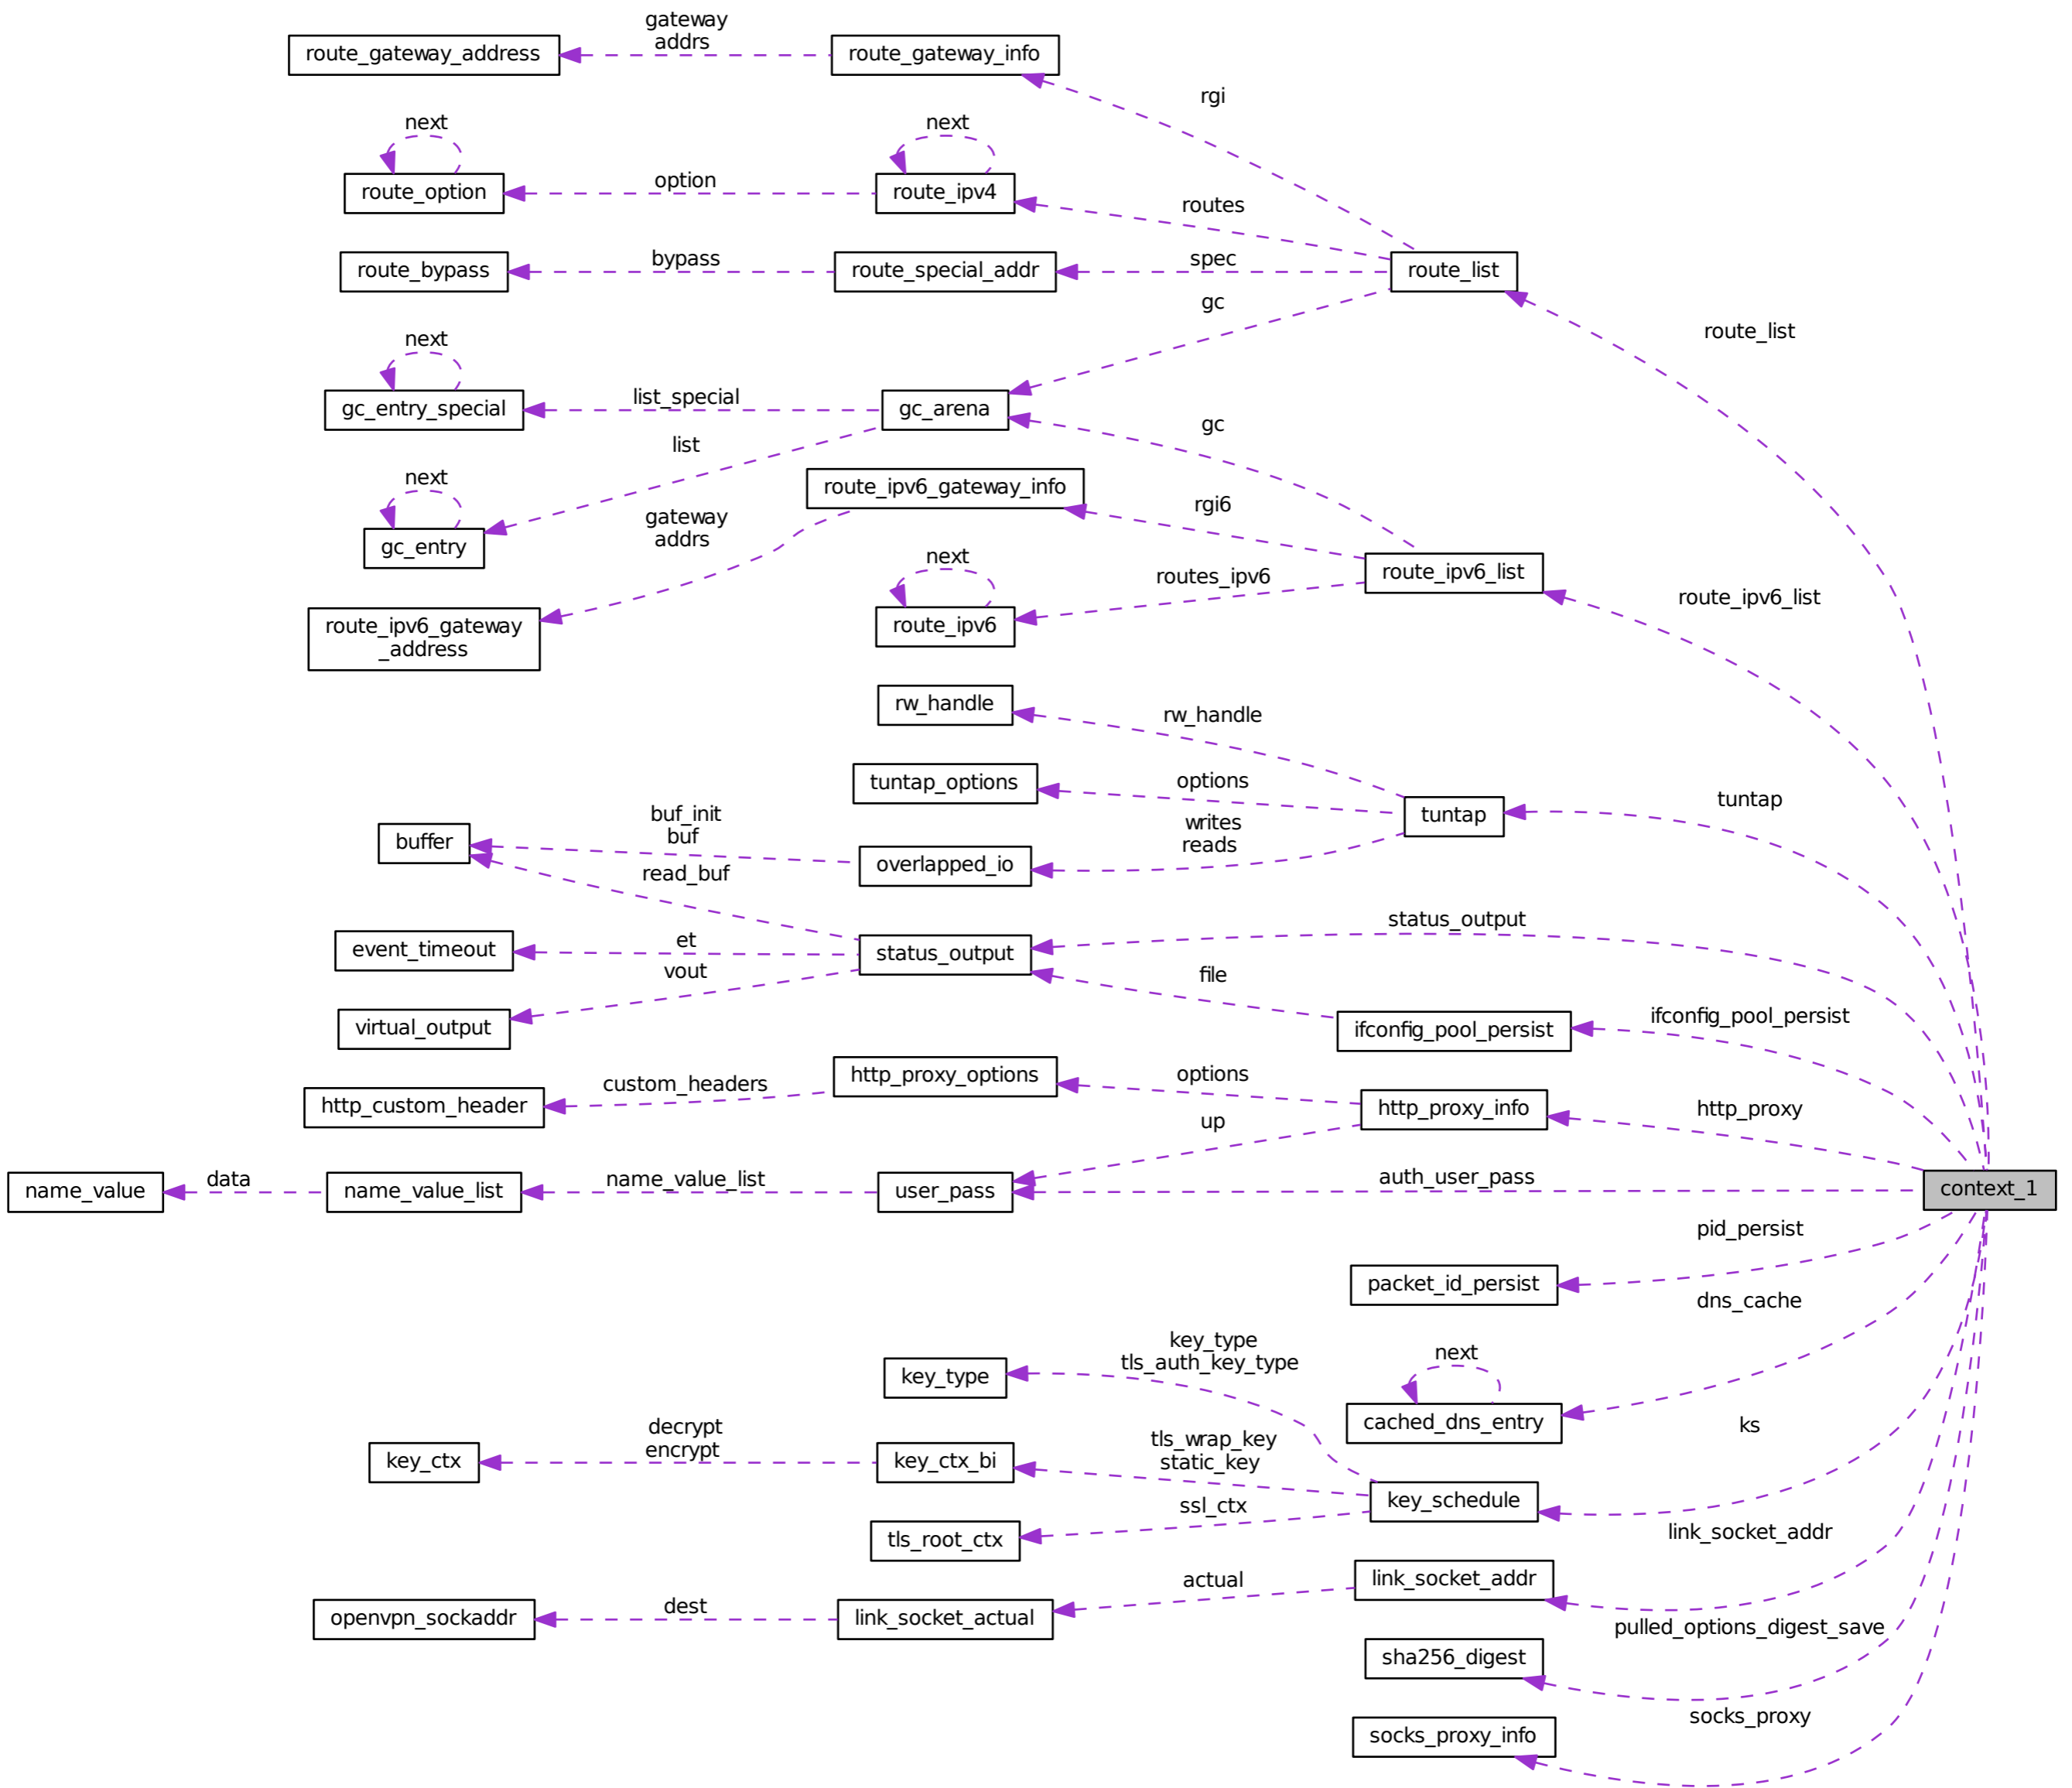 gateway
addrs
route_gateway_address
route_gateway_info
rgi
next
next
route_option
option
route_ipv4
routes
route_bypass
bypass
route_special_addr
spec
route_list
gc
next
route_list
gc_entry_special
list_special
gc_arena
gc
list
next
route_ipv6_gateway_info
rgi6
gateway
addrs
gc_entry
next
routes_ipv6
route_ipv6_list
route_ipv6_list
route_ipv6_gateway
_address
route_ipv6
rw_handle
rw_handle
tuntap_options
options
tuntap
tuntap
buf_init
buf
writes
reads
buffer
overlapped_io
read_buf
status_output
event_timeout
et
status_output
vout
file
virtual_output
ifconfig_pool_persist
ifconfig_pool_persist
http_custom_header
custom_headers
http_proxy_options
options
http_proxy_info
http_proxy
up
name_value
data
name_value_list
name_value_list
user_pass
auth_user_pass
context_1
pid_persist
packet_id_persist
dns_cache
key_type
tls_auth_key_type
key_type
next
cached_dns_entry
ks
decrypt
encrypt
key_ctx
key_ctx_bi
tls_wrap_key
static_key
key_schedule
ssl_ctx
tls_root_ctx
link_socket_addr
actual
link_socket_addr
openvpn_sockaddr
dest
link_socket_actual
pulled_options_digest_save
sha256_digest
socks_proxy
socks_proxy_info